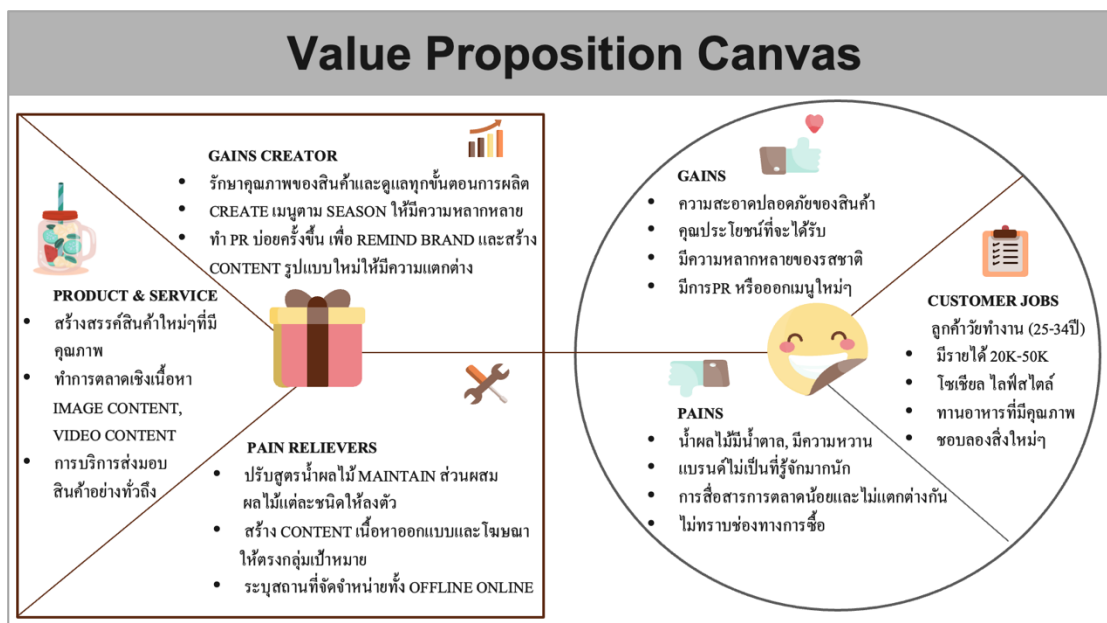 Value Proposition Canvas
GAINS CREATOR
• รักษาคุณภาพของสินค้าและดูแลทุกขั้นตอนการผลิต
• CREATE เมนูตาม SEASON ให้มีความหลากหลาย
• ทำ PR บ่อยครั้งขึ้น เพื่อ REMIND BRAND และสร้าง
CONTENT รูปแบบใหม่ให้มีความแตกต่าง
PRODUCT & SERVICE
• สร้างสรรค์สินค้าใหม่ๆที่มี
คุณภาพ
• ทำการตลาดเชิงเนื้อหา
IMAGE CONTENT,
VIDEO CONTENT
• การบริการส่งมอบ
สินค้าอย่างทั่วถึง
PAIN RELIEVERS
• ปรับสูตรน้ำผลไม้ MAINTAIN ส่วนผสม
ผลไม้แต่ละชนิดให้ลงตัว
• สร้าง CONTENT เนื้อหาออกแบบและโฆษณา
ให้ตรงกลุ่มเป้าหมาย
• ระบุสถานที่จัดจำหน่ายทั้ง OFFLINE ONLINE
GAINS
• ความสะอาดปลอดภัยของสินค้า
• คุณประโยชน์ที่จะได้รับ
• มีความหลากหลายของรสชาติ
• มีการPR หรือออกเมนูใหม่ๆ
PAINS
• น้ำผลไม้มีน้ำตาล, มีความหวาน
• แบรนด์ไม่เป็นที่รู้จักมากนัก
• การสื่อสารการตลาดน้อยและไม่แตกต่างกัน
• ไม่ทราบช่องทางการซื้อ
CUSTOMER JOBS
ลูกค้าวัยทำงาน (25-34ปี)
• มีรายได้ 20K-50K
• โซเชียล ไลฟ์สไตล์
• ทานอาหารที่มีคุณภาพ
• ชอบลองสิ่งใหม่ๆ